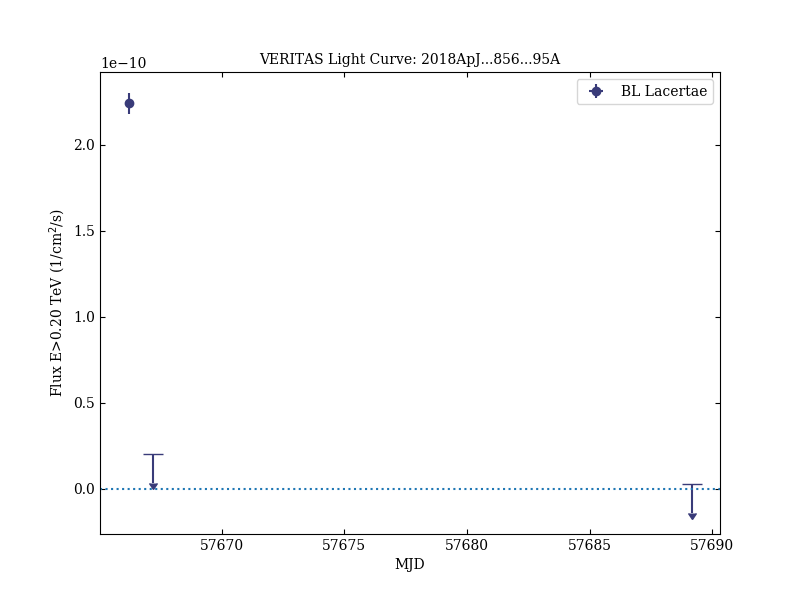 VERITAS Light Curve: 2018ApJ...856...95A
1e−10
BL Lacertae
2.0
1.5
1.0
0.5
0.0
Flux E>0.20 TeV (1/cm²/s)
57670 57675 57680 57685 57690
MJD